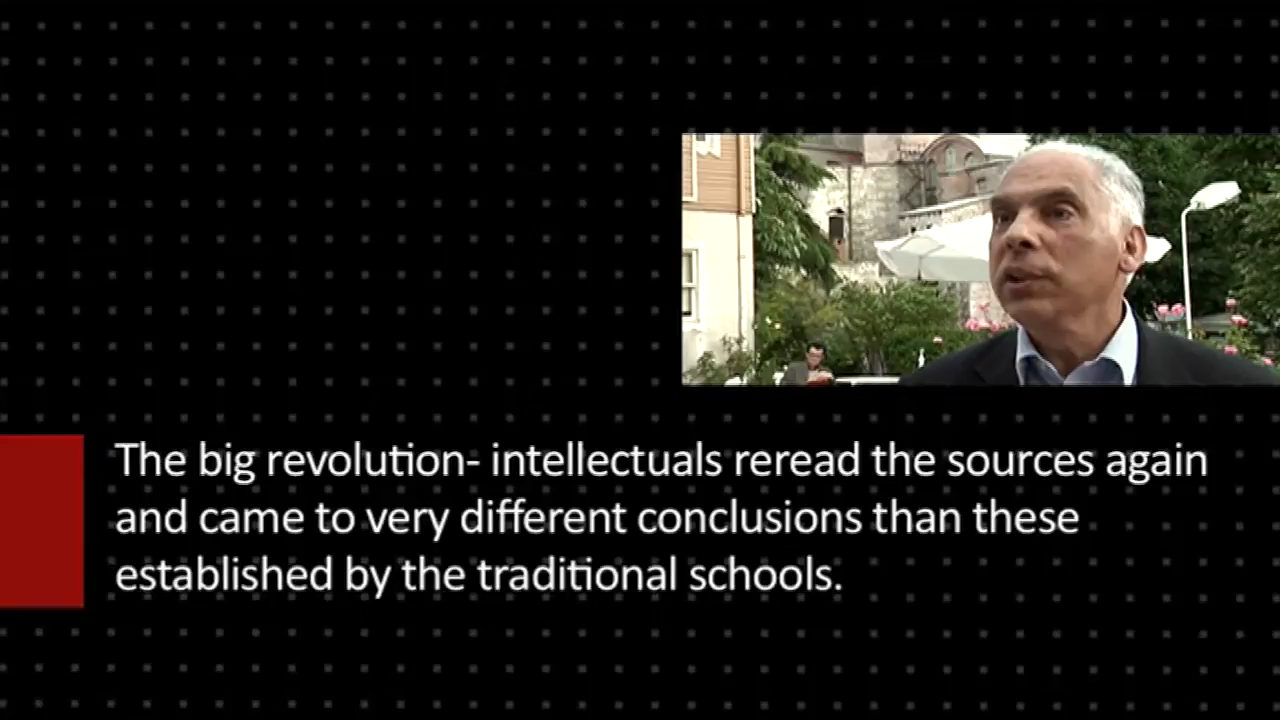 The big revolution- intellectuals reread the sources again
and came to very different conclusions than these
established by the traditional schools.